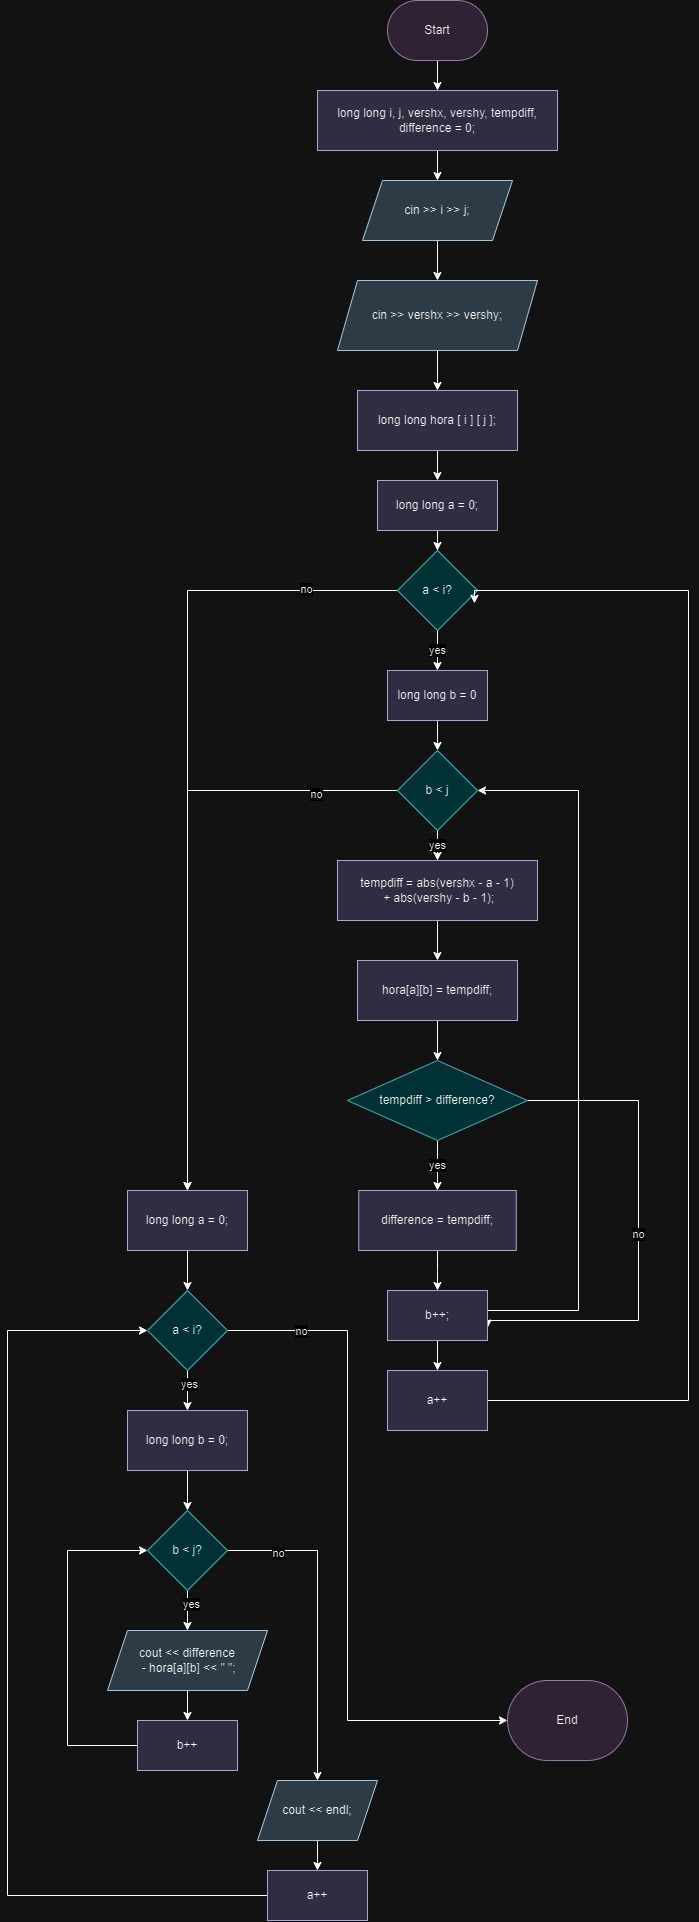 Start
long long i, j, vershx, vershy, tempdiff,
difference = 0;
cin >> i >> j;
cin >> vershx >> vershy;
long long hora [ i ] [ j ];
long long a = 0;
a < i?
no
yes
long long b = 0
b < j
no
yes
tempdiff = abs(vershx - a - 1)
+ abs(vershy - b - 1);
hora[a][b] = tempdiff;
tempdiff > difference?
yes
no
difference = tempdiff;
b++;
a++
long long a = 0;
a < i?
no
yes
long long b = 0;
b < j?
no
yes
cout << difference
- hora[a][b] << " ";
b++
End
cout << endl;
a++